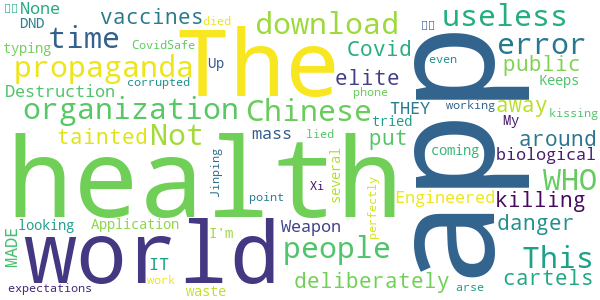 None
DND
vaccines
died
download
useless
typing
CovidSafe
time
The
Covid
error
Up
corrupted
even
propaganda
elite
public
Destruction
phone
Keeps
organization
Chinese
THEY
working
away
kissing
tainted
Not
mass
lied
tried
put
My
around
health
app
coming
biological
Jinping
several
Xi
WHO
point
perfectly
Engineered
killing
MADE
looking
Application
I'm
Weapon
danger
world
people
This
IT
deliberately
cartels
expectations
work
waste
arse